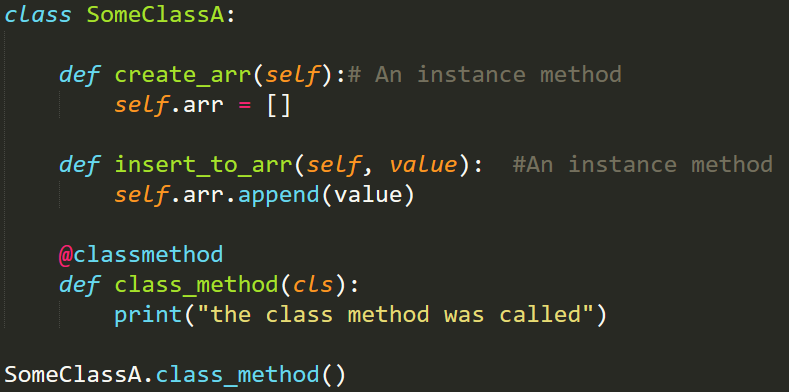 class SomeClassA:
    def create_arr(self):# An instance method
        self.arr = []
    def insert_to_arr(self, value):  #An instance method
        self.arr.append(value)
    @classmethod
    def class_method(cls):
        print("the class method was called")
SomeClassA.class_method()